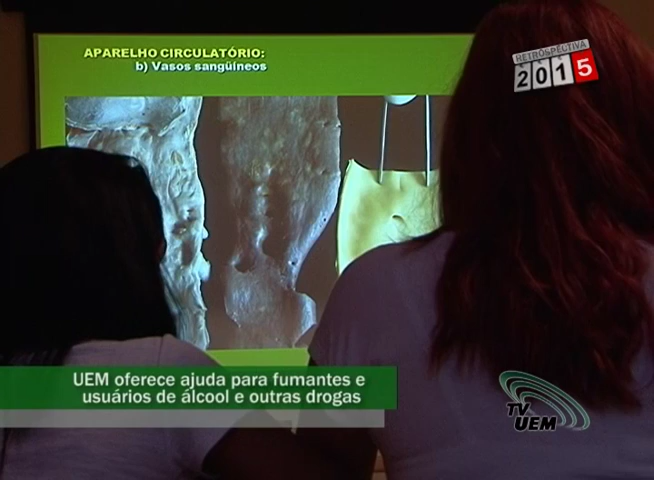 APARELHO CIRCULATÓRIO:
b) Vasos sangüíneos
RETROSPECTIVA
2015
UEM oferece ajuda para fumantes e
usuários de álcool e outras drogas
TV
UEM